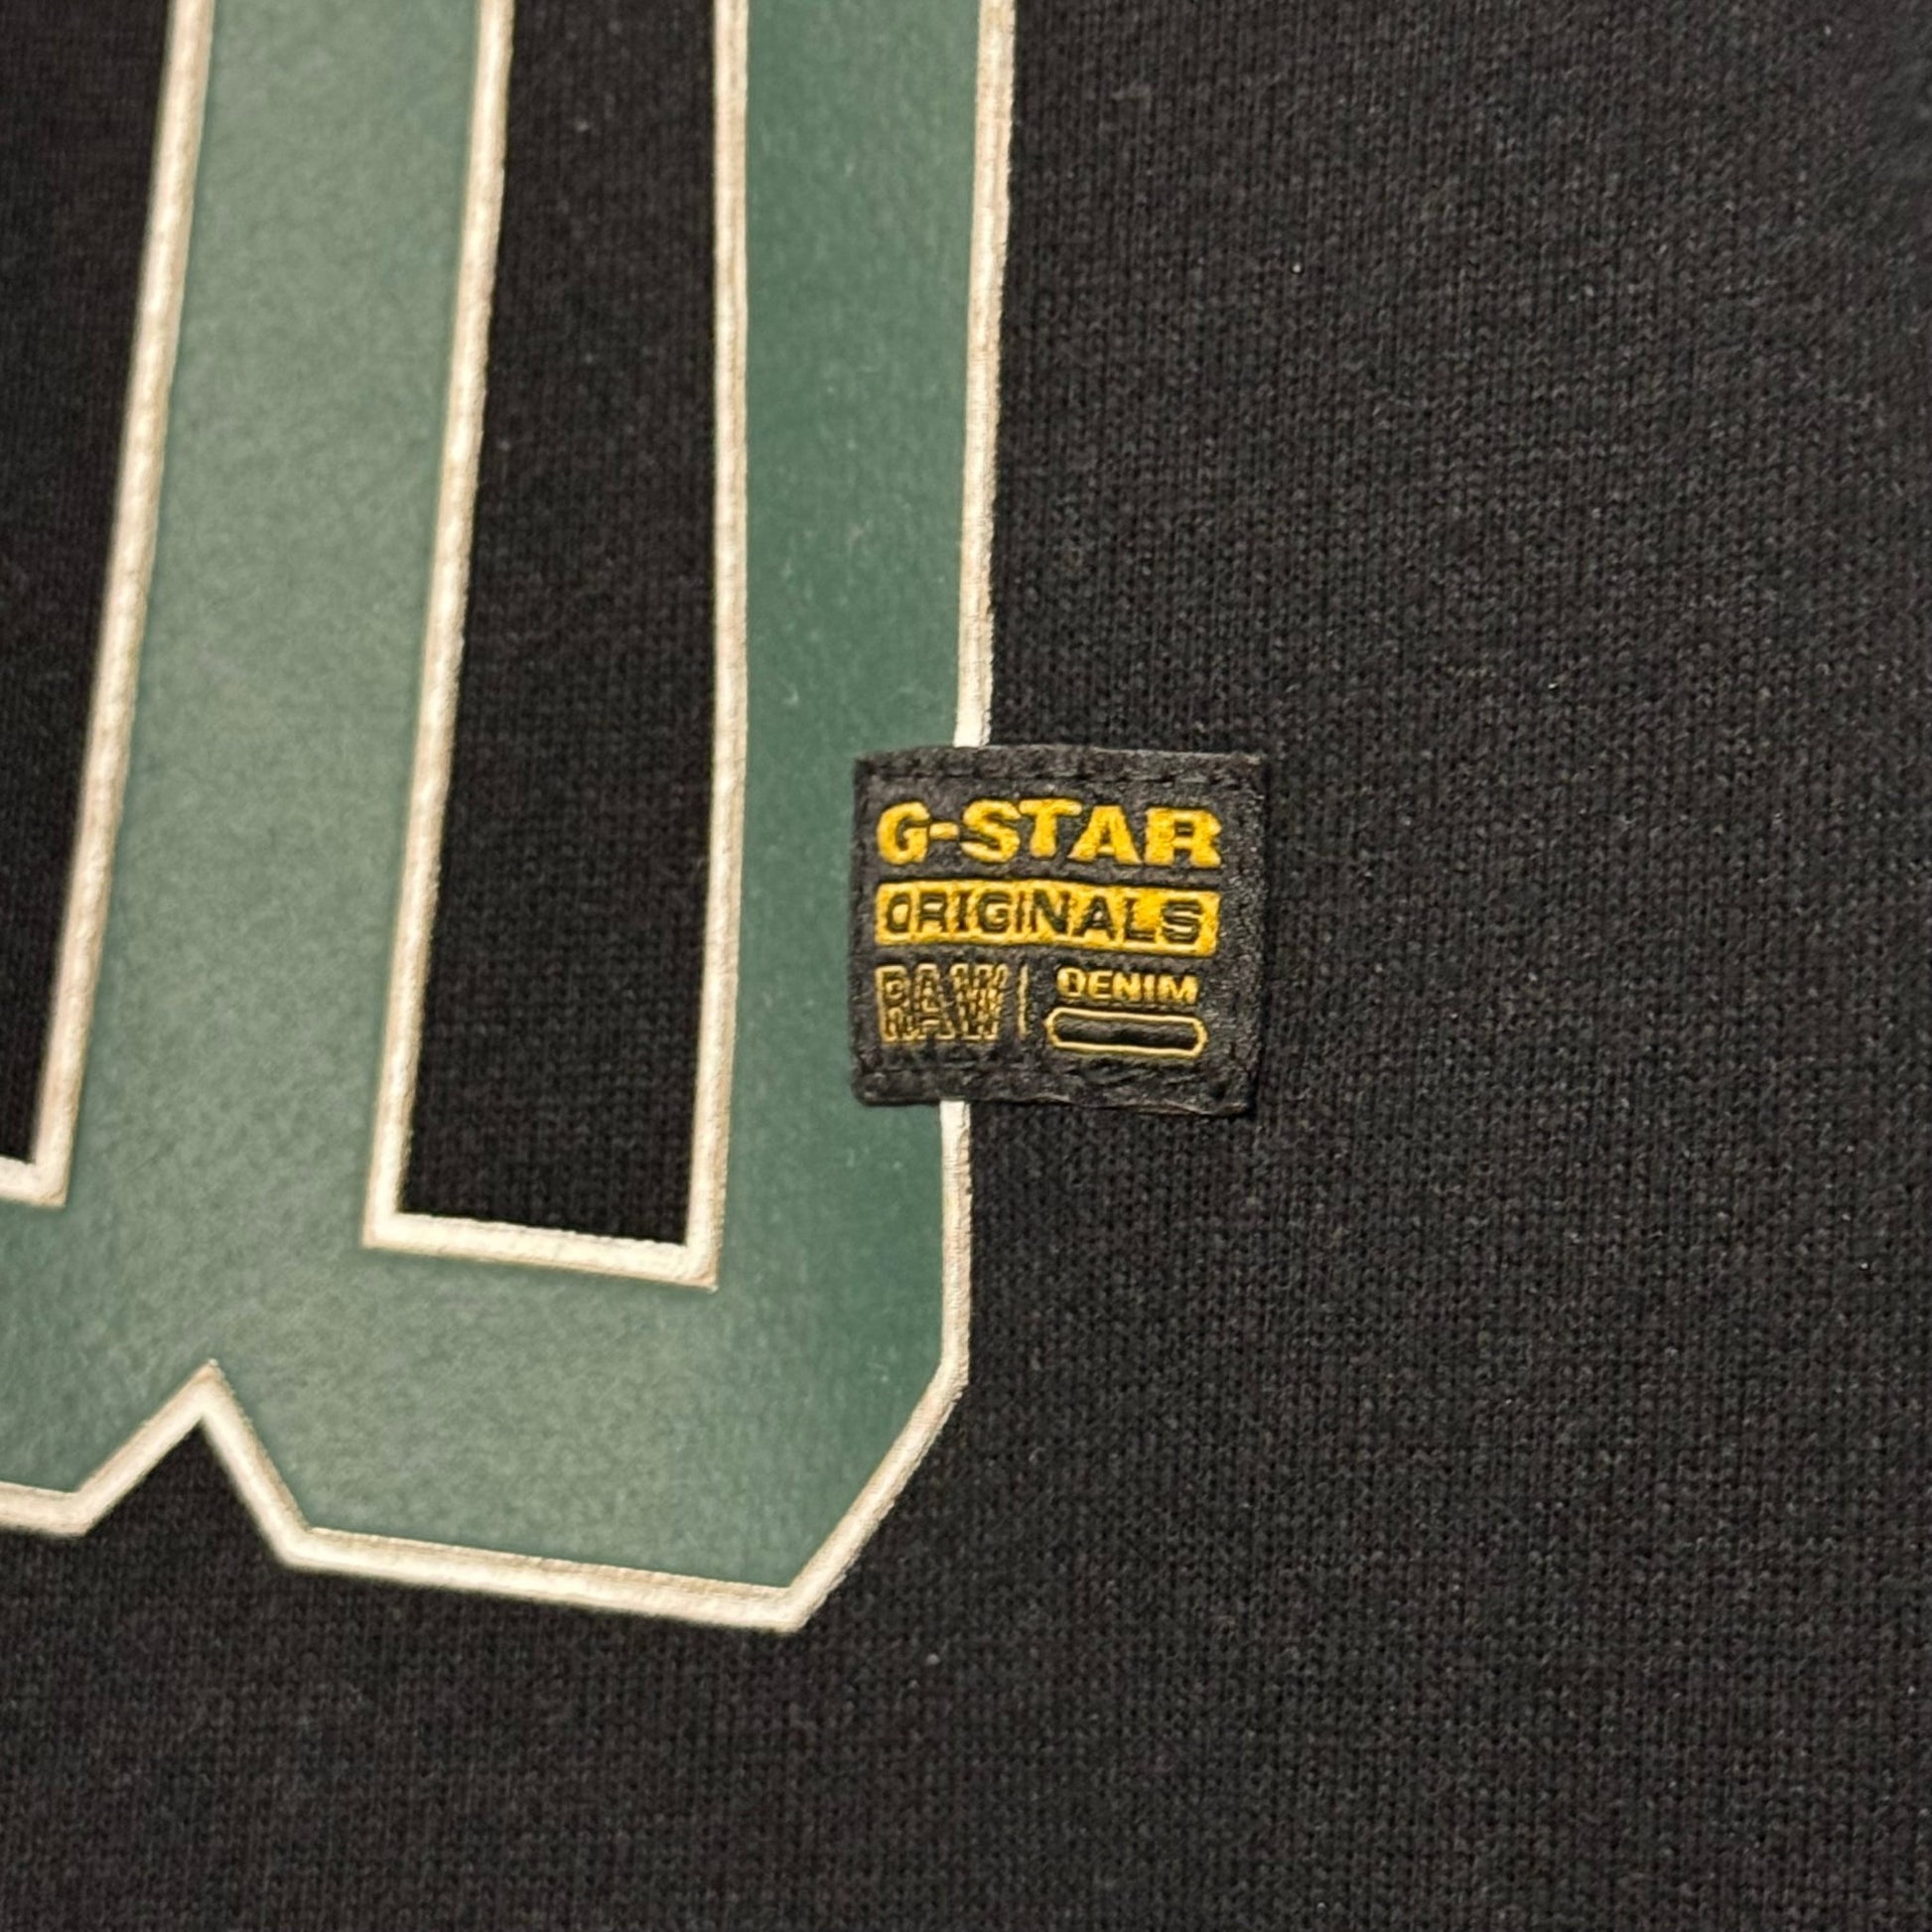 G-STAR
ORIGINALS
RAW DENIM